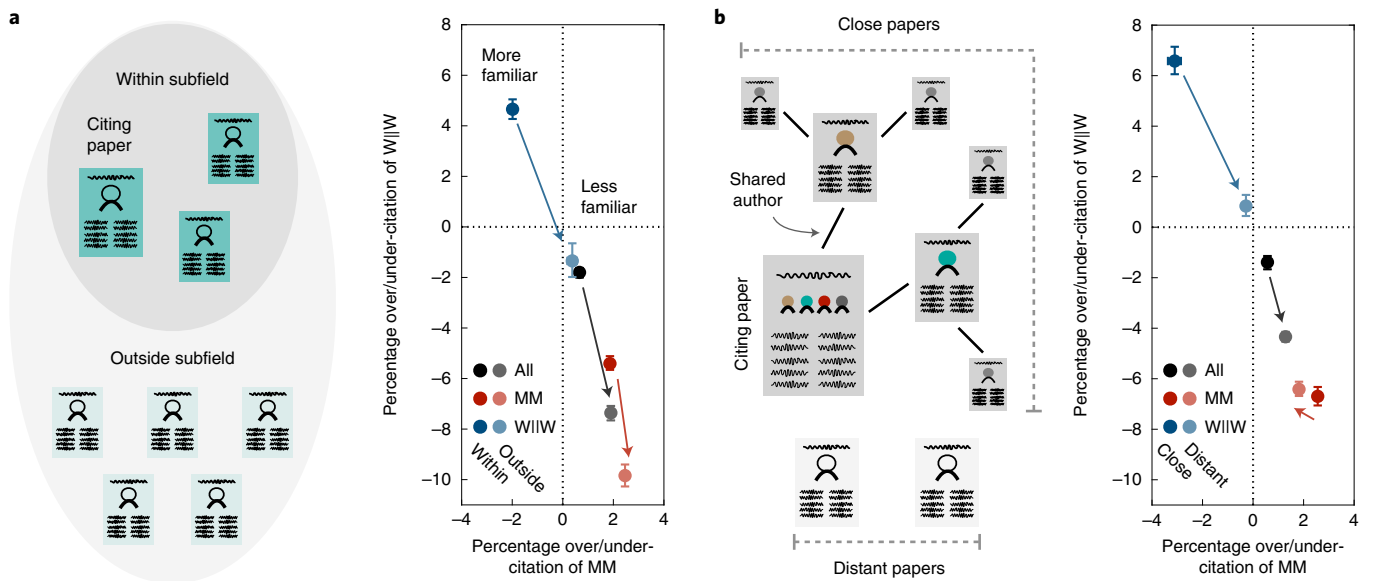 a
Within subfield
Citing
paper
Outside subfield
Percentage over/under-citation of W||W
8
6
4
2
0
−2
−4
−6
−8
−10
More
familiar
Less
familiar
All
MM
W||W
Within
Outside
−4
−2
0
2
4
Percentage over/under-
citation of MM
b
Close papers
Shared
author
Citing paper
Distant papers
Percentage over/under-citation of W||W
8
6
4
2
0
−2
−4
−6
−8
−10
All
MM
W||W
Close
Distant
−4
−2
0
2
4
Percentage over/under-
citation of MM